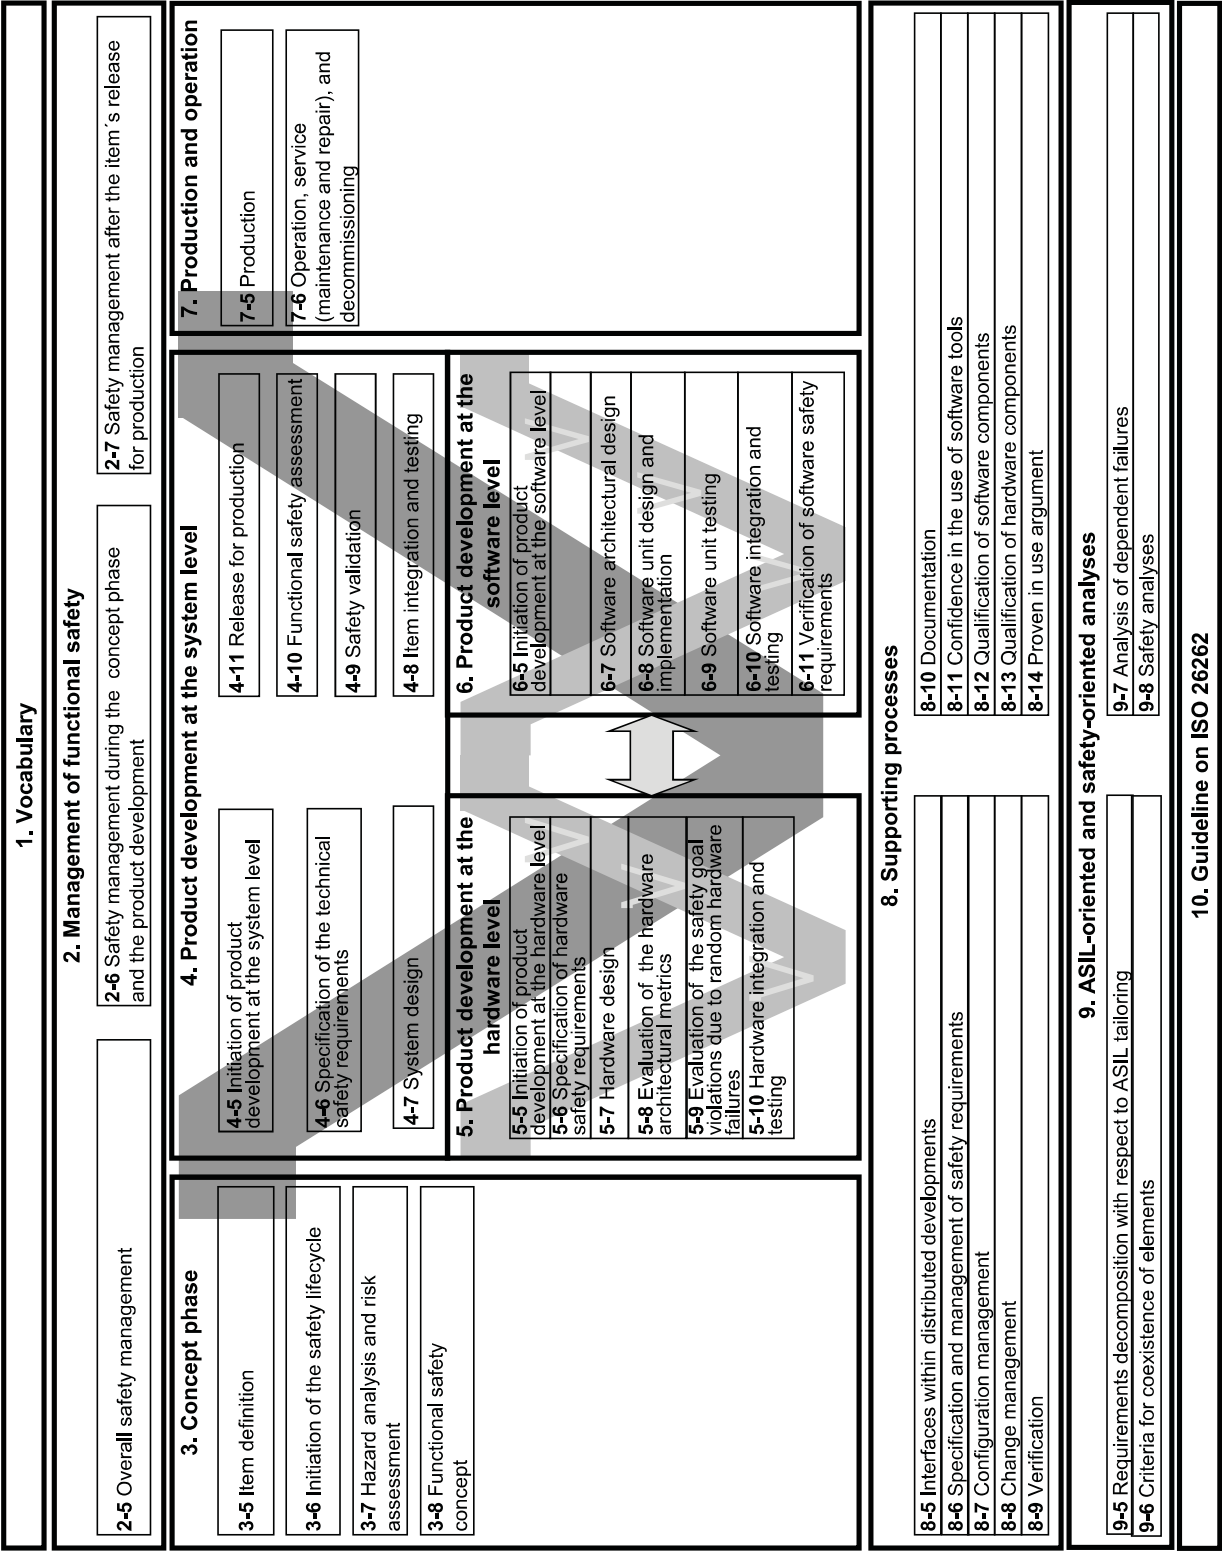 1. Vocabulary
2. Management of functional safety
2-5 Overall safety management
2-6 Safety management during the concept phase
and the product development
2-7 Safety management after the item´s release
for production
3. Concept phase
3-5 Item definition
3-6 Initiation of the safety lifecycle
3-7 Hazard analysis and risk
assessment
3-8 Functional safety
concept
4. Product development at the system level
4-5 Initiation of product
development at the system level
4-6 Specification of the technical
safety requirements
4-7 System design
4-11 Release for production
4-10 Functional safety assessment
4-9 Safety validation
4-8 Item integration and testing
5. Product development at the
hardware level
5-5 Initiation of product
development at the hardware level
5-6 Specification of hardware
safety requirements
5-7 Hardware design
5-8 Evaluation of the hardware
architectural metrics
5-9 Evaluation of the safety goal
violations due to random hardware
failures
5-10 Hardware integration and
testing
6. Product development at the
software level
6-5 Initiation of product
development at the software level
6-7 Software architectural design
6-8 Software unit design and
implementation
6-9 Software unit testing
6-10 Software integration and
testing
6-11 Verification of software safety
requirements
7. Production and operation
7-5 Production
7-6 Operation, service
(maintenance and repair), and
decommissioning
8. Supporting processes
8-5 Interfaces within distributed developments
8-6 Specification and management of safety requirements
8-7 Configuration management
8-8 Change management
8-9 Verification
8-10 Documentation
8-11 Confidence in the use of software tools
8-12 Qualification of software components
8-13 Qualification of hardware components
8-14 Proven in use argument
9. ASIL-oriented and safety-oriented analyses
9-5 Requirements decomposition with respect to ASIL tailoring
9-6 Criteria for coexistence of elements
9-7 Analysis of dependent failures
9-8 Safety analyses
10. Guideline on ISO 26262